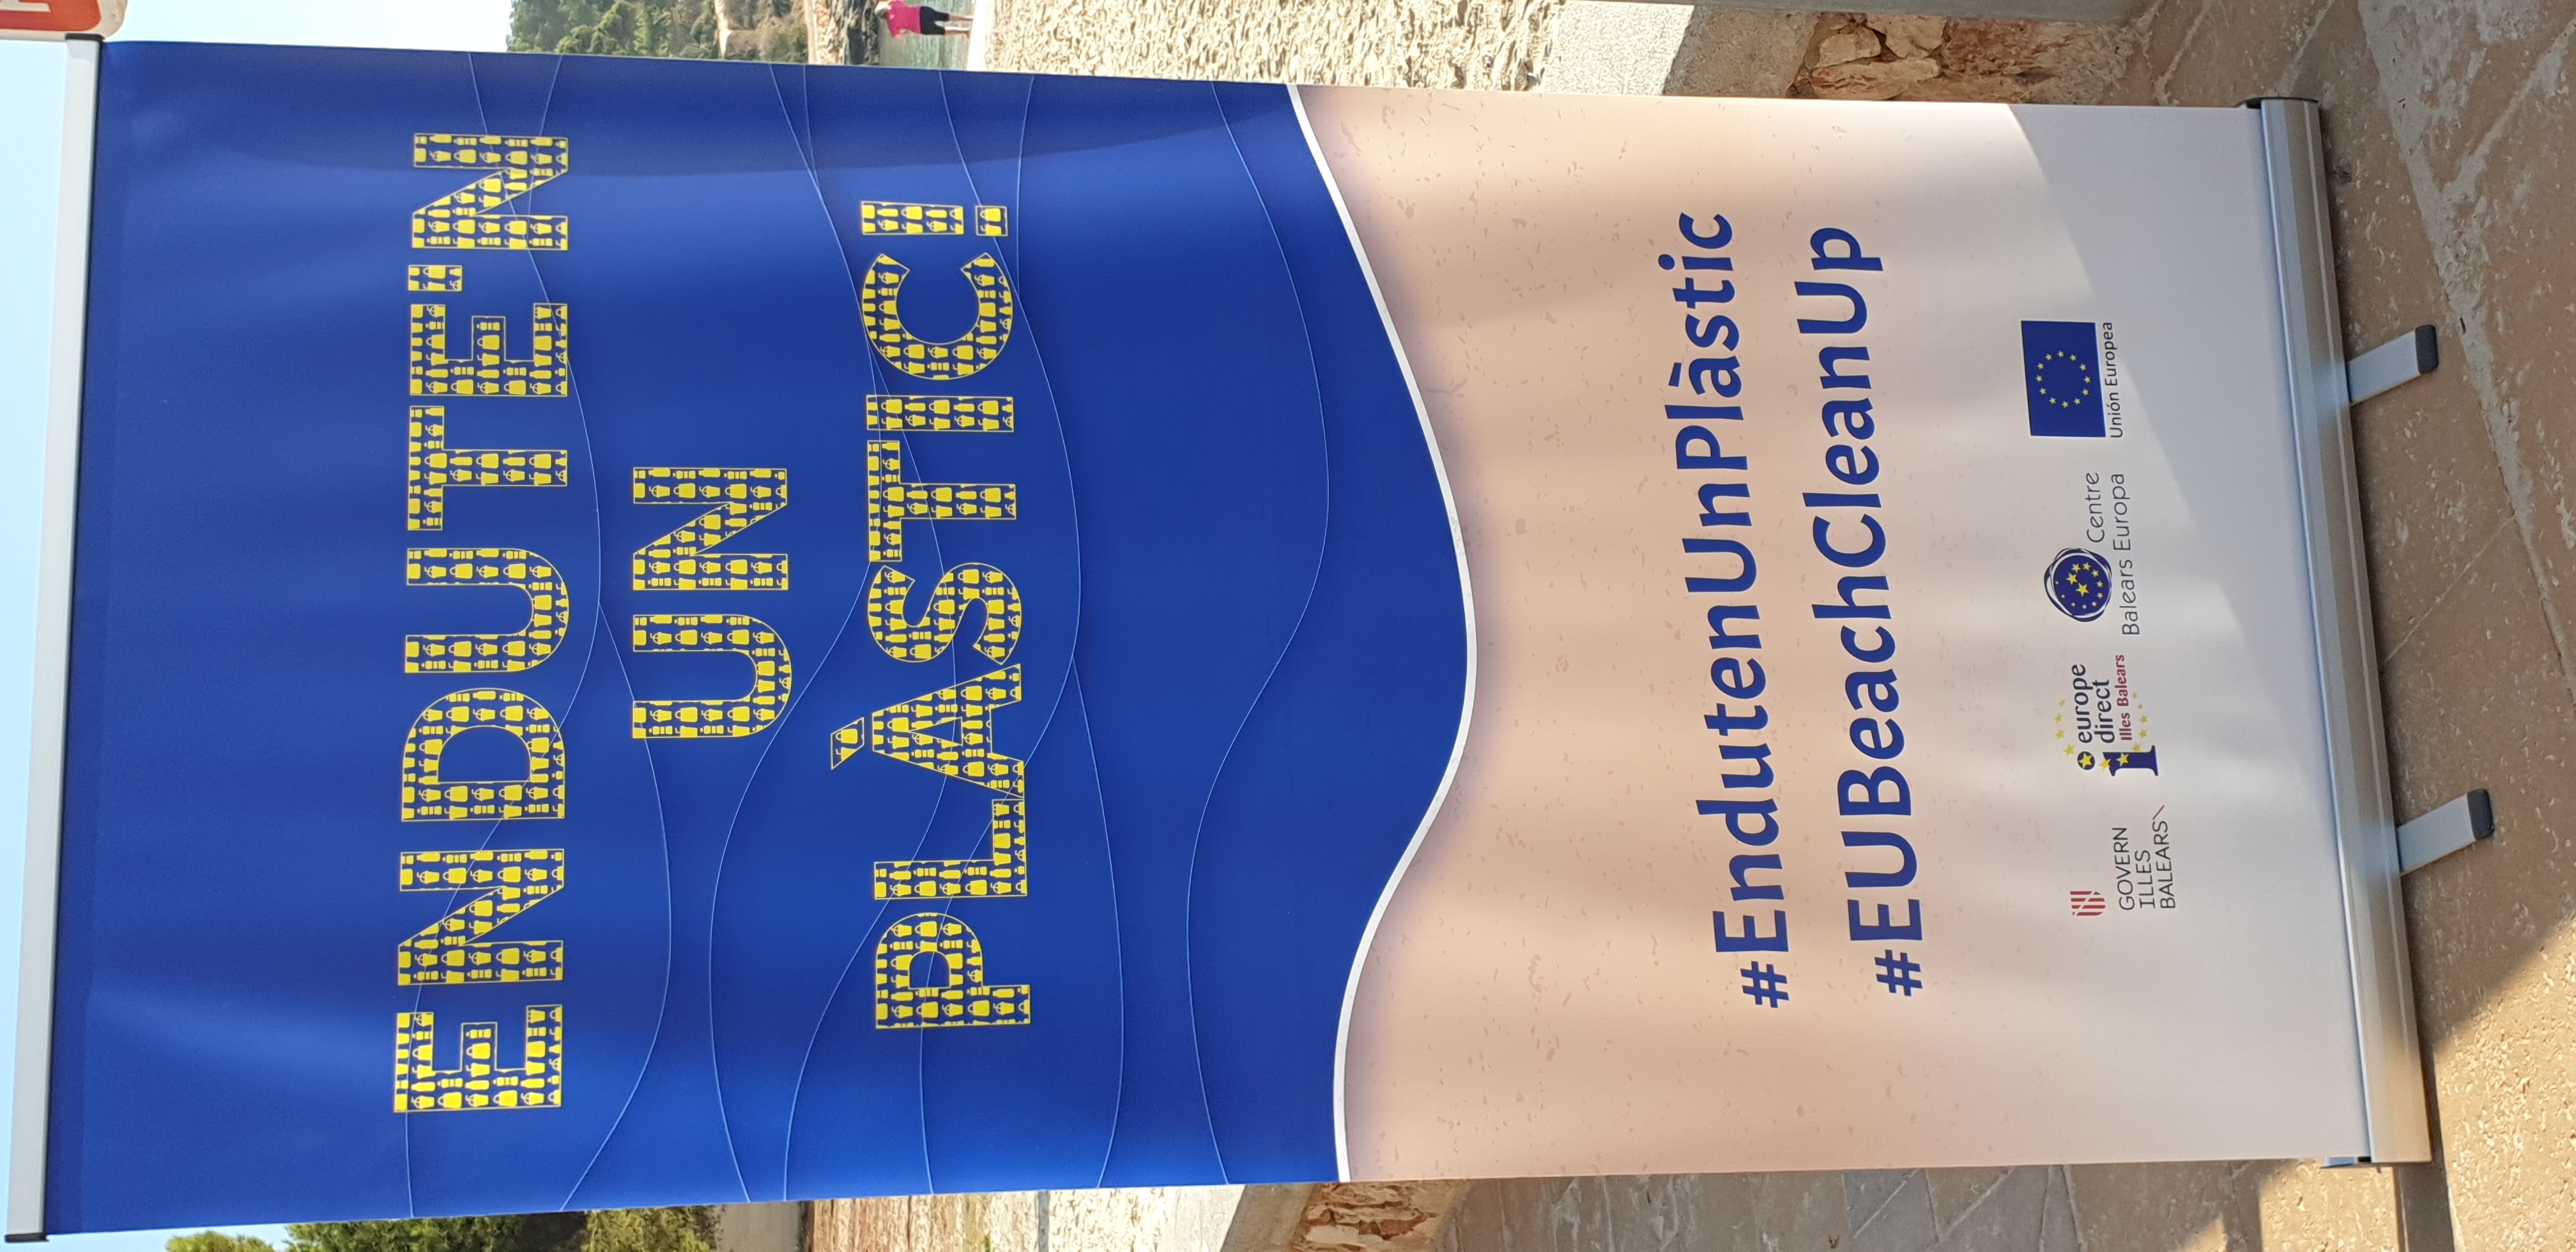 ENDUTE'N
UN
PLÀSTIC!
#EndutenUnPlàstic
#EUBeachCleanUp
GOVERN
ILLES
BALEARS
europe
direct
Illes Balears
Centre
Balears Europa
Unión Europea